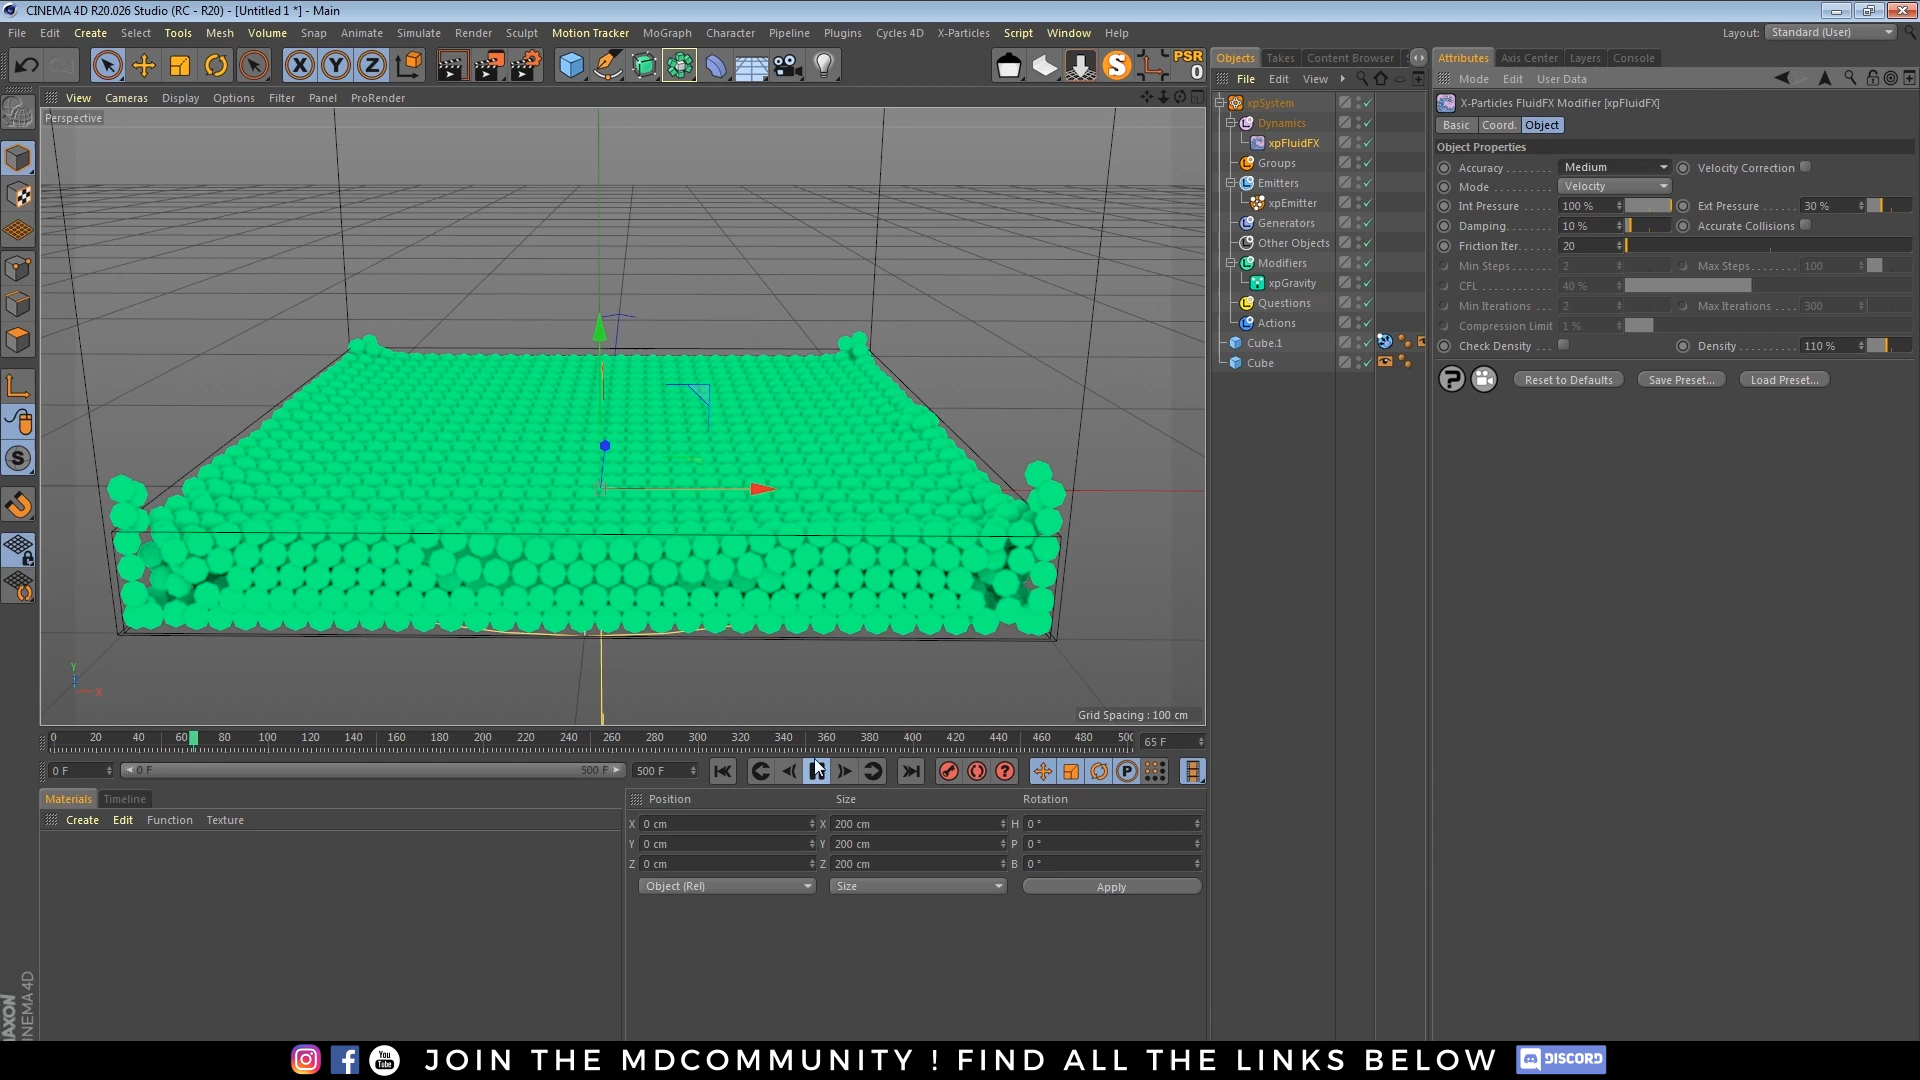 CINEMA 4D R20.026 Studio (RC - R20) - [Untitled 1 *] - Main
File Edit Create Select Tools Mesh Volume Snap Animate Simulate Render Sculpt Motion Tracker MoGraph Character Pipeline Plugins Cycles 4D X-Particles Script Window Help Layout: Standard (User)
PSR
0
Objects Takes Content Browser Attributes Axis Center Layers Console
File Edit View Mode Edit User Data
View Cameras Display Options Filter Panel ProRender
Perspective
xpSystem
Dynamics
xpFluidFX
Groups
Emitters
xpEmitter
Generators
Other Objects
Modifiers
xpGravity
Questions
Actions
Cube.1
Cube
X-Particles FluidFX Modifier [xpFluidFX]
Basic Coord. Object
Object Properties
Accuracy Medium Velocity Correction
Mode Velocity
Int Pressure 100 % Ext Pressure 30 %
Damping 10 % Accurate Collisions
Friction Iter. 20
Min Steps 2 Max Steps 100
CFL 40 %
Min Iterations 2 Max Iterations 300
Compression Limit 1 %
Check Density Density 110 %
Reset to Defaults Save Preset... Load Preset...
Y
Z
X
Grid Spacing : 100 cm
0 20 40 60 80 100 120 140 160 180 200 220 240 260 280 300 320 340 360 380 400 420 440 460 480 500 65 F
0 F 0 F 500 F 500 F
Materials Timeline
Create Edit Function Texture
Position Size Rotation
X 0 cm X 200 cm H 0 °
Y 0 cm Y 200 cm P 0 °
Z 0 cm Z 200 cm B 0 °
Object (Rel) Size Apply
MAXON
CINEMA 4D
JOIN THE MDCOMMUNITY ! FIND ALL THE LINKS BELOW DISCORD
You
Tube